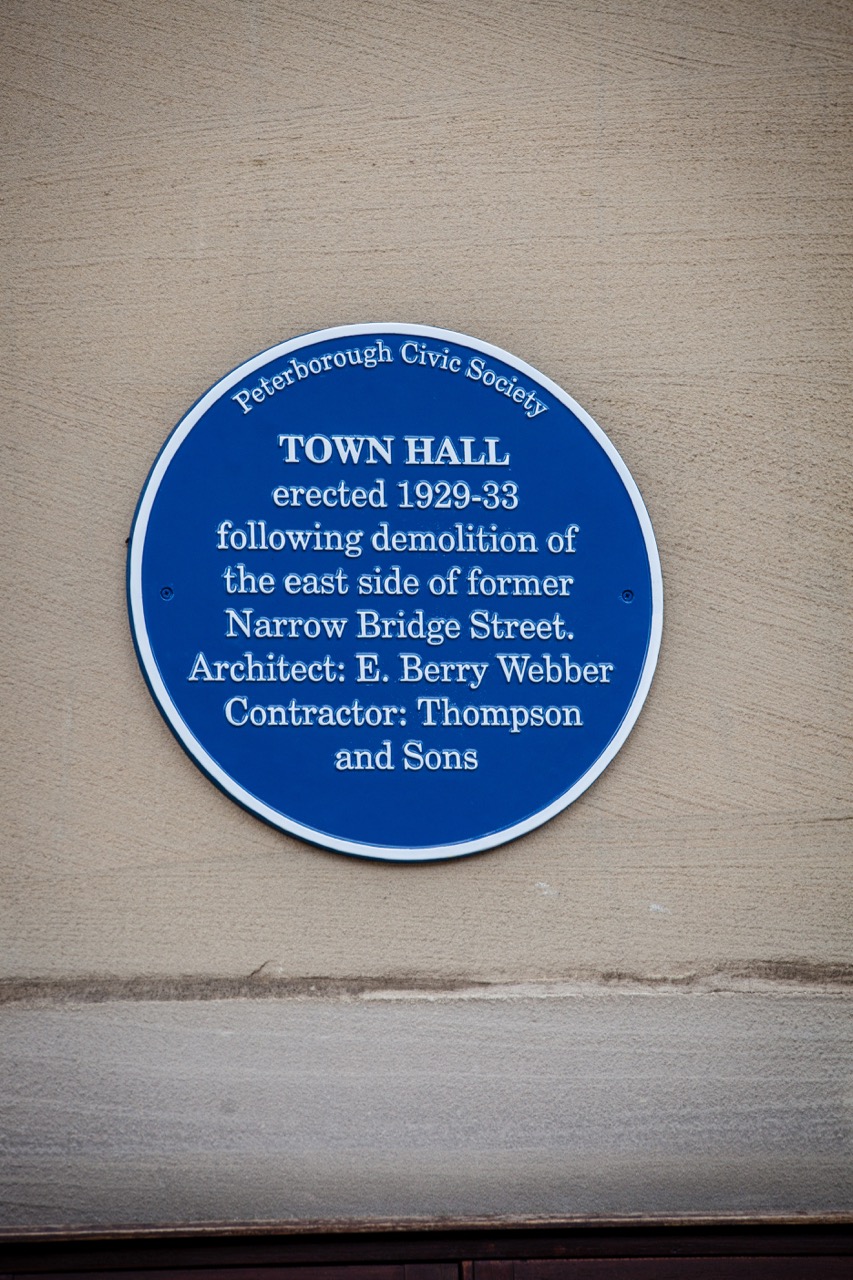 Peterborough Civic Society
TOWN HALL
erected 1929-33
following demolition of
the east side of former
Narrow Bridge Street.
Architect: E. Berry Webber
Contractor: Thompson
and Sons